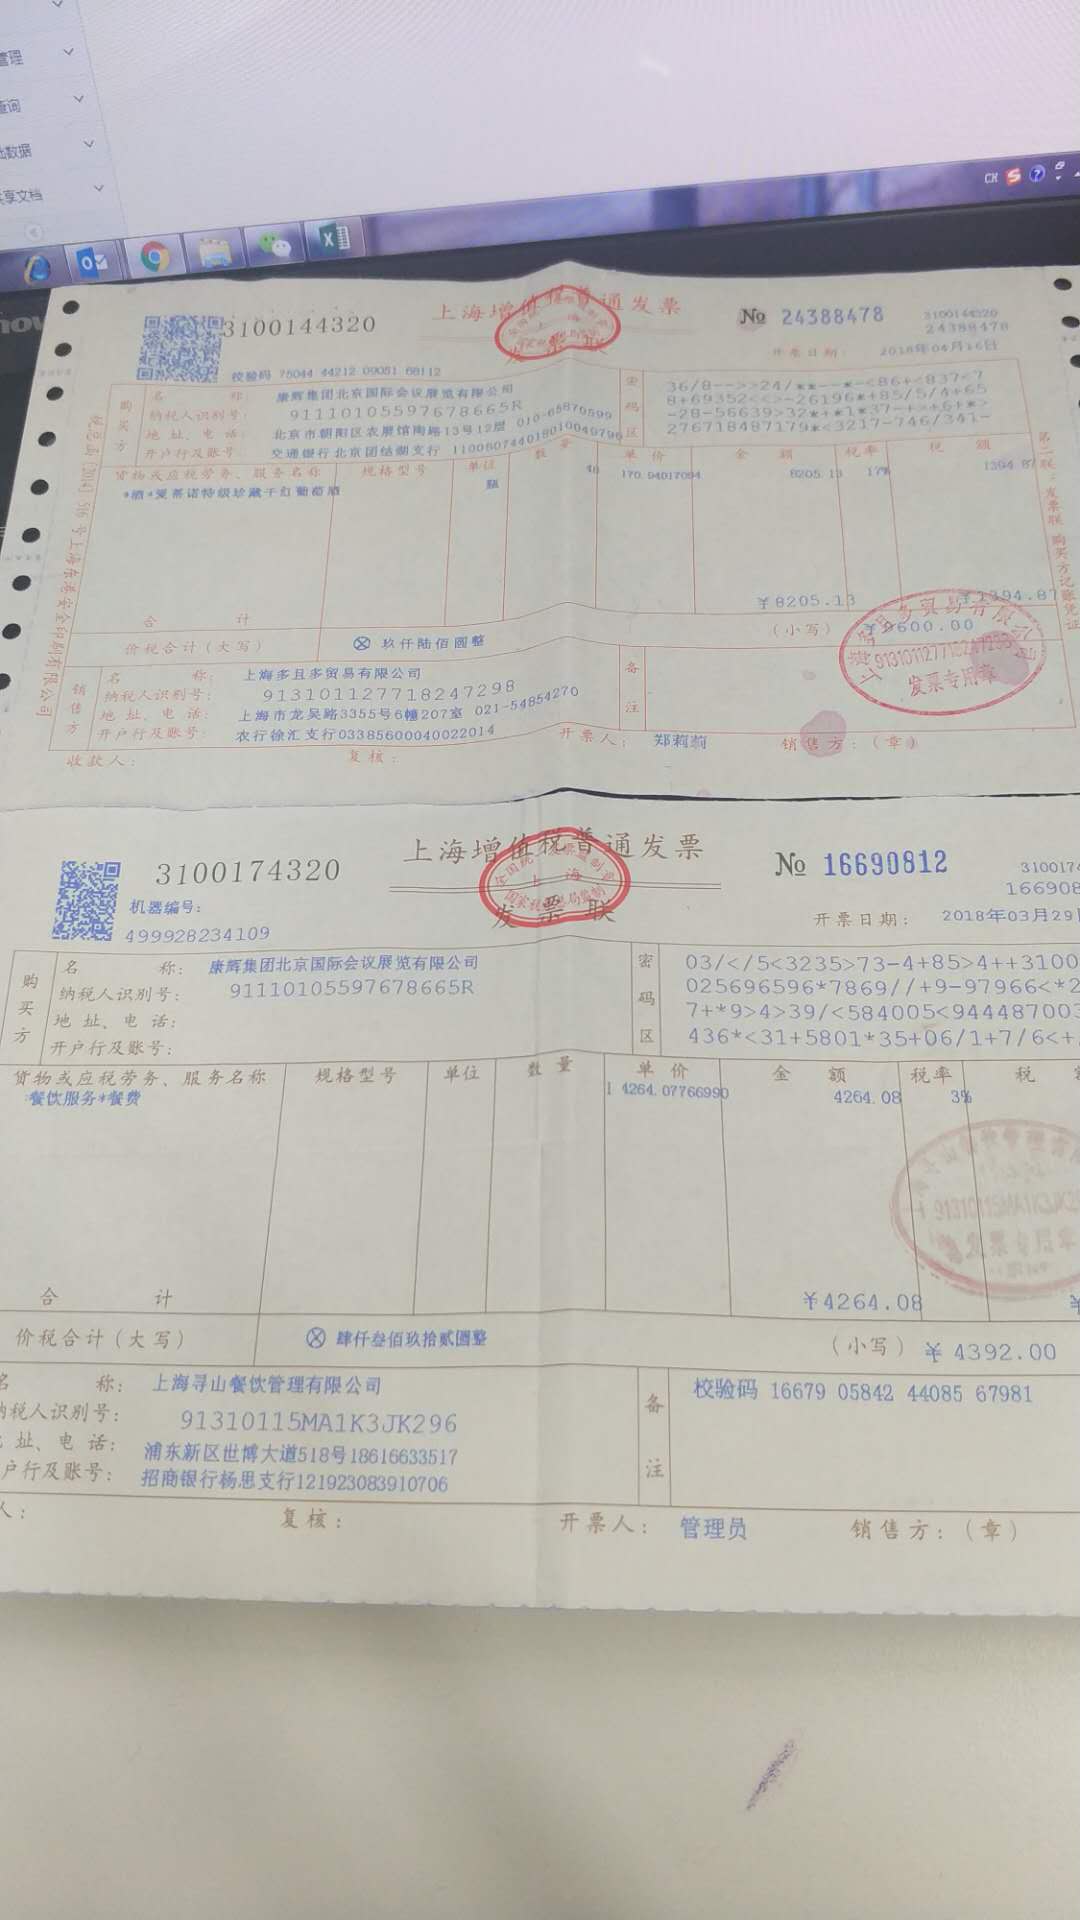 管理
查询
共享文档
CH
上海增值税普通发票
发票联
3100144320
№ 24388478
3100144320
24388478
开票日期: 2018年04月16日
校验码 75044 44212 09051 68112
购买方
名称: 康辉集团北京国际会议展览有限公司
纳税人识别号: 91110105597678665R
地址、电话: 北京市朝阳区农展馆南路13号12层 010-65870599
开户行及账号: 交通银行北京团结湖支行 110060744018010049796
密码区
货物或应税劳务、服务名称 规格型号 单位 数量 单价 金额 税率 税额
*酒*爱蒂诺特级珍藏干红葡萄酒 瓶 48 170.94017094 8205.13 17% 1394.87
合计 ¥8205.13 ¥1394.87
价税合计(大写) ⊗ 玖仟陆佰圆整 (小写) ¥9600.00
销售方
名称: 上海多且多贸易有限公司
纳税人识别号: 913101127718247298
地址、电话: 上海市龙吴路3355号6幢207室 021-54854270
开户行及账号: 农行徐汇支行03385600040022014
备注
发票专用章
收款人: 复核: 开票人: 郑莉莉 销售方:(章)
第二联:发票联 购买方记账凭证
上海增值税普通发票
发票联
3100174320
№ 16690812
3100174
166908
机器编号:
499928234109
开票日期: 2018年03月29日
购买方
名称: 康辉集团北京国际会议展览有限公司
纳税人识别号: 91110105597678665R
地址、电话:
开户行及账号:
密码区
03/</5<3235>73-4+85>4++3100
025696596*7869//+9-97966<*2
7+*9>4>39/<584005<944487003
436*<31+5801*35+06/1+7/6<+
货物或应税劳务、服务名称 规格型号 单位 数量 单价 金额 税率 税
*餐饮服务*餐费 1 4264.07766990 4264.08 3%
合计 ¥4264.08 ¥
价税合计(大写) ⊗ 肆仟叁佰玖拾贰圆整 (小写) ¥4392.00
名称: 上海寻山餐饮管理有限公司
纳税人识别号: 91310115MA1K3JK296
址、电话: 浦东新区世博大道518号18616633517
户行及账号: 招商银行杨思支行121923083910706
备注
校验码 16679 05842 44085 67981
人: 复核: 开票人: 管理员 销售方:(章)